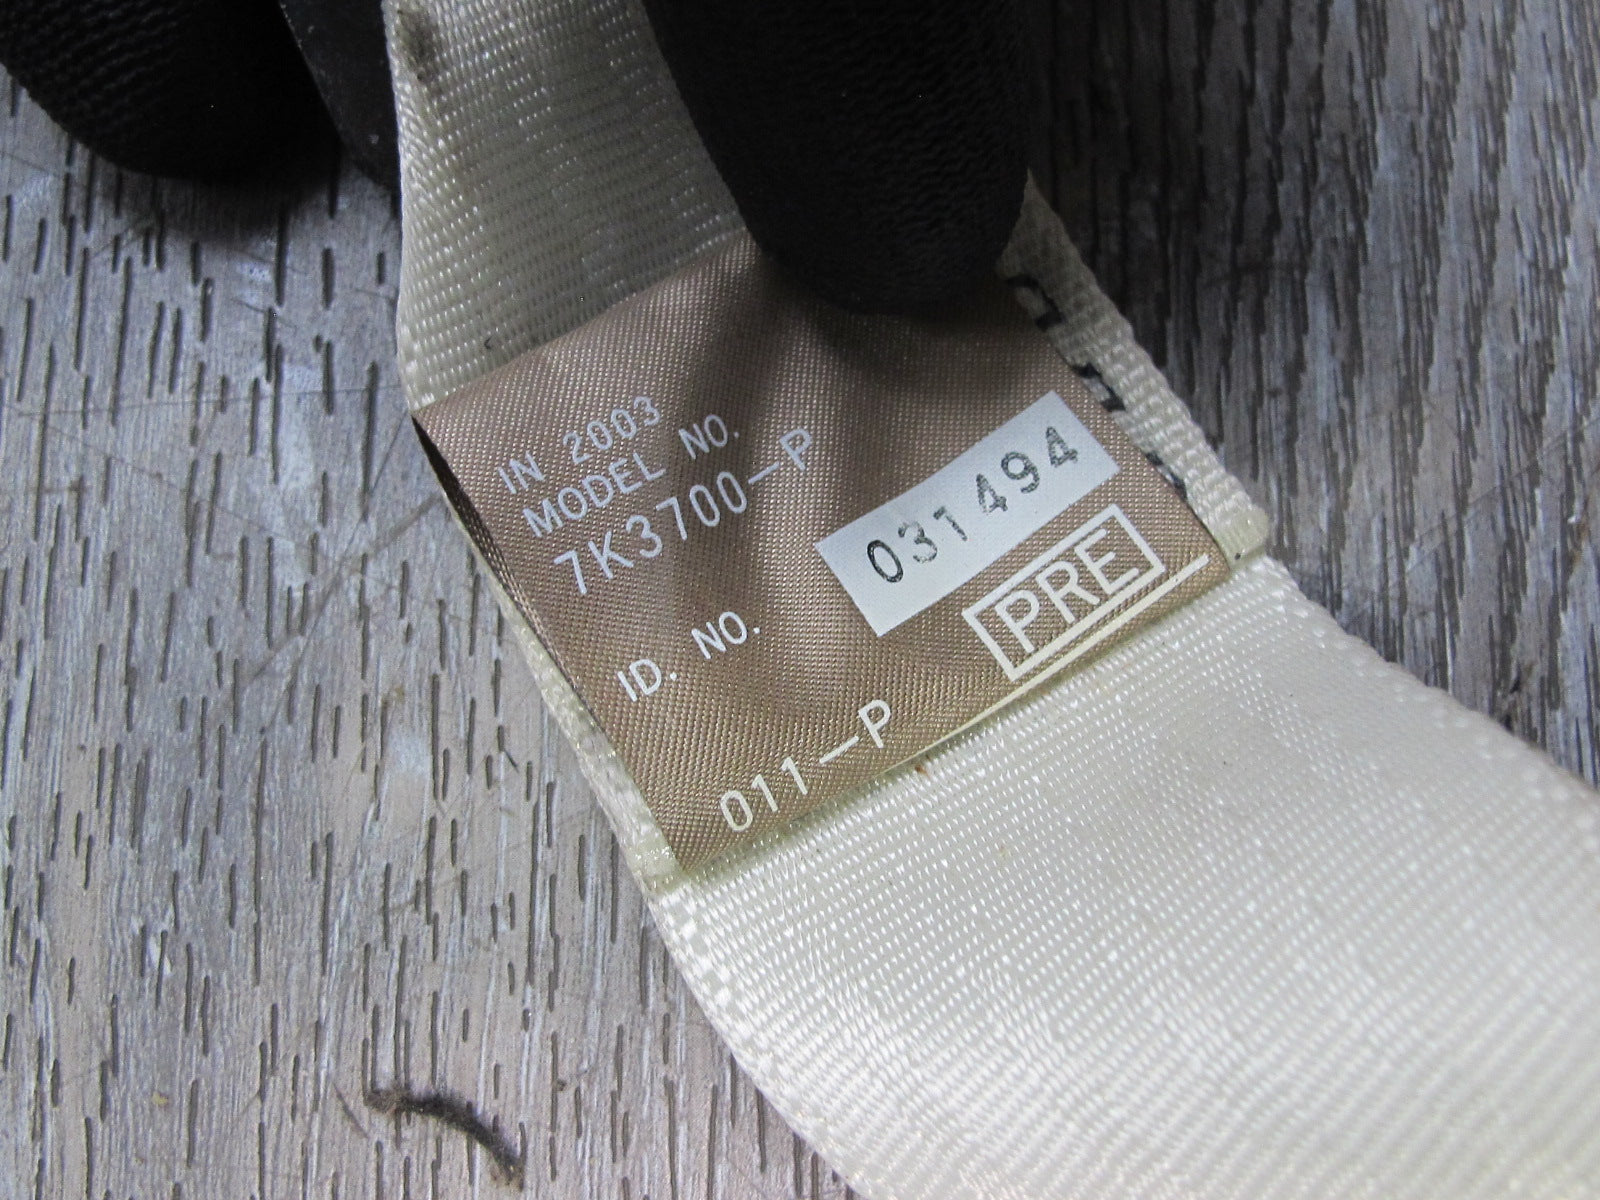 IN 2003
MODEL NO.
7K3700-P
031494
ID. NO.
PRE
011-P